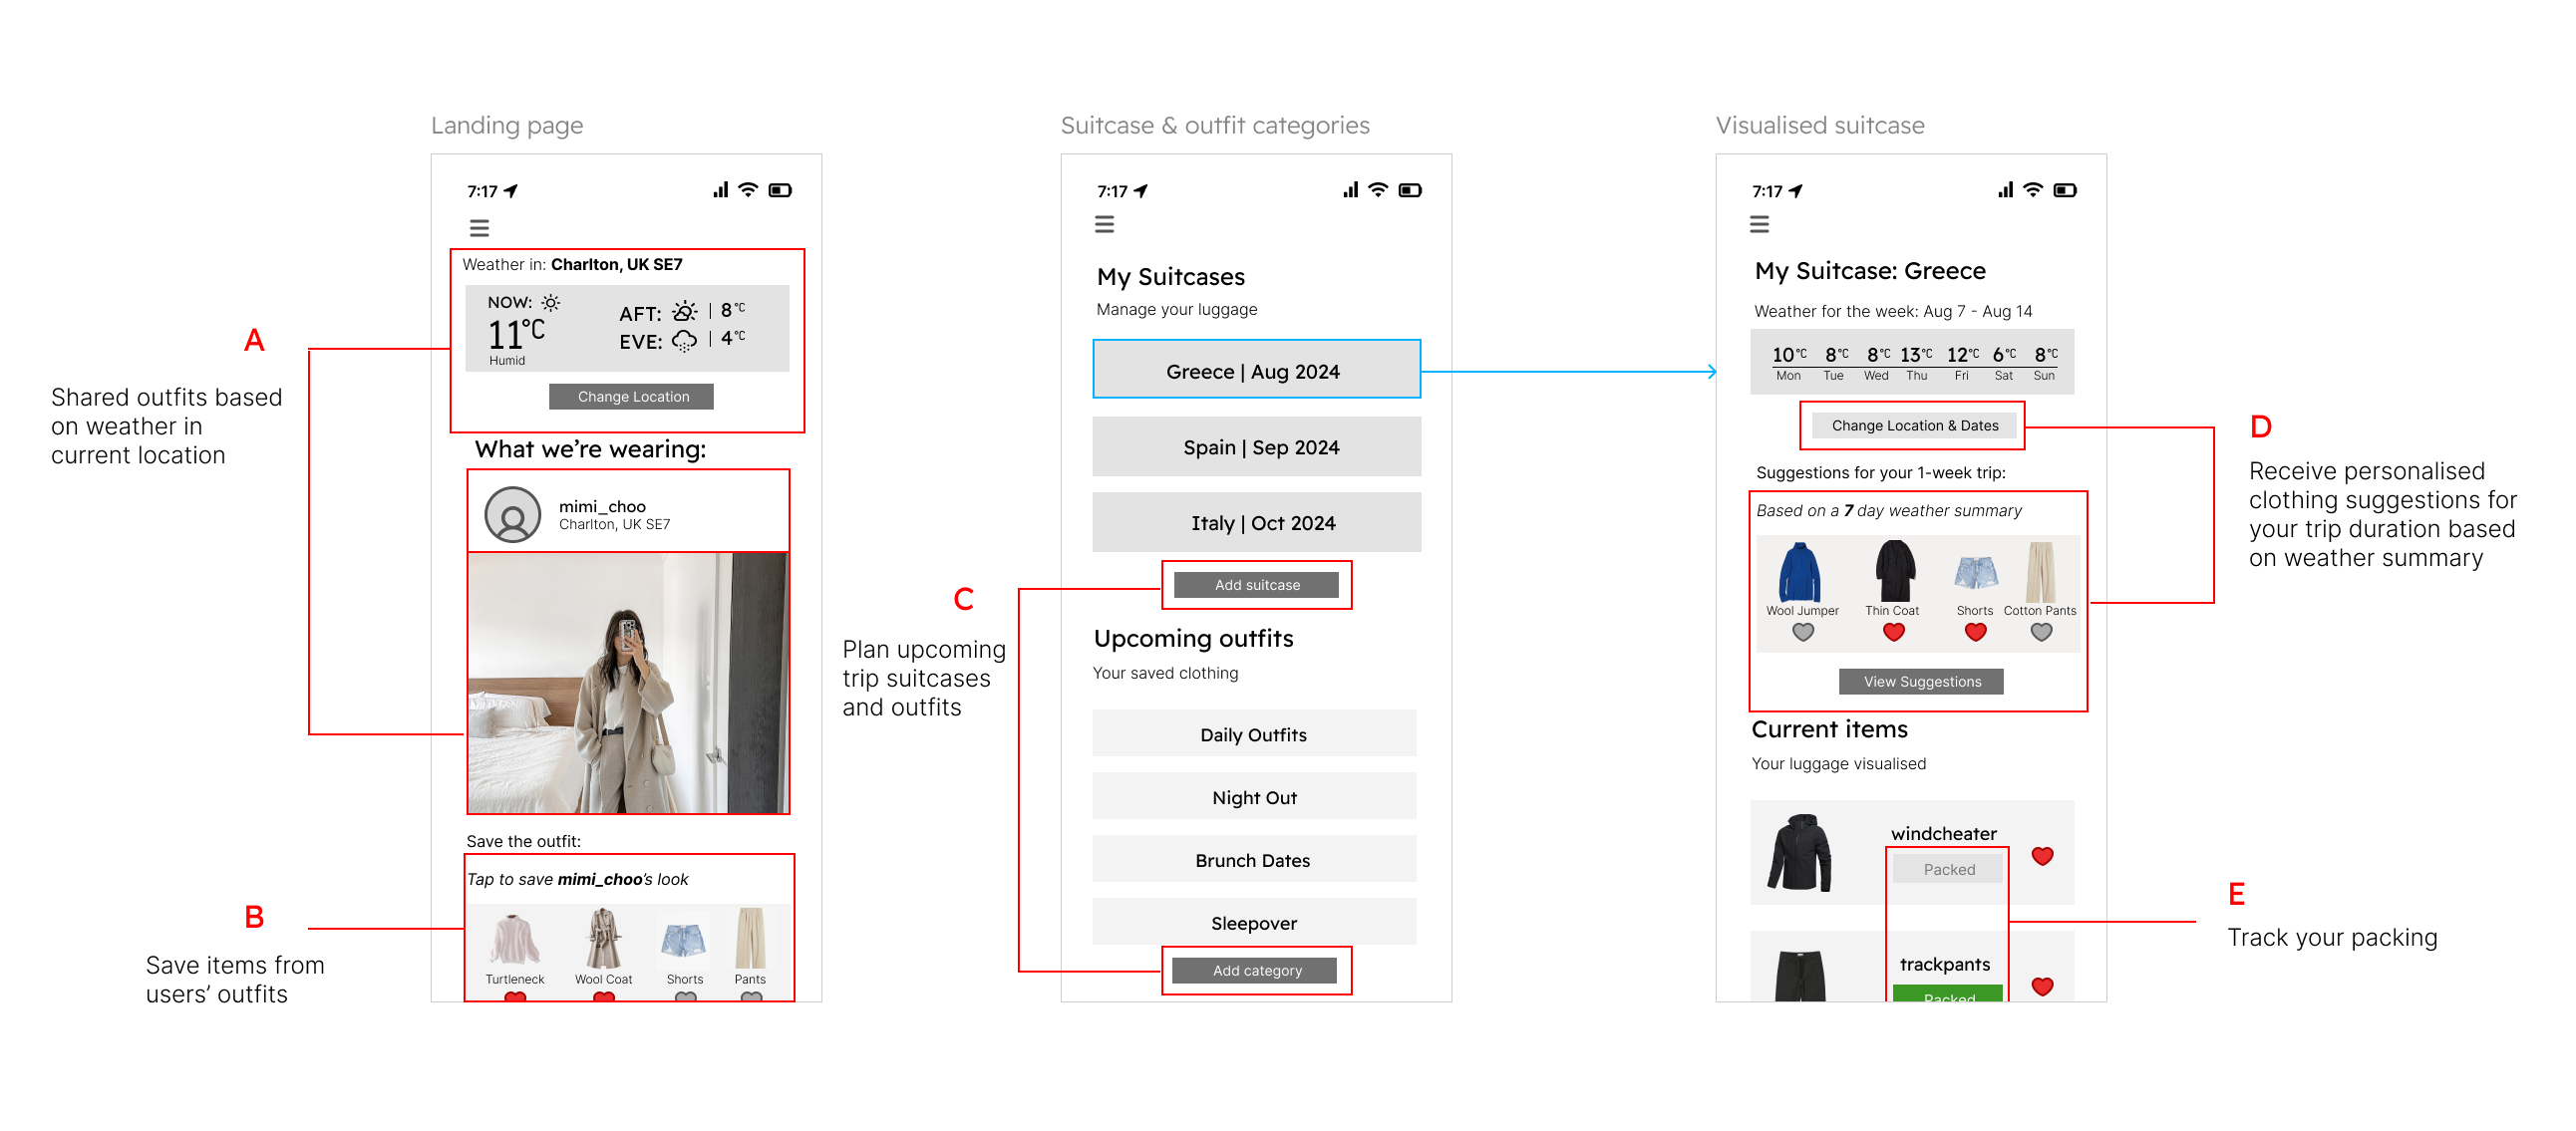 Landing page
7:17
Weather in: Charlton, UK SE7
NOW:
11°C
Humid
AFT: | 8°C
EVE: | 4°C
Change Location
What we're wearing:
mimi_choo
Charlton, UK SE7
Save the outfit:
Tap to save mimi_choo's look
Turtleneck Wool Coat Shorts Pants
A
Shared outfits based
on weather in
current location
B
Save items from
users' outfits
Suitcase & outfit categories
7:17
My Suitcases
Manage your luggage
Greece | Aug 2024
Spain | Sep 2024
Italy | Oct 2024
Add suitcase
Upcoming outfits
Your saved clothing
Daily Outfits
Night Out
Brunch Dates
Sleepover
Add category
C
Plan upcoming
trip suitcases
and outfits
Visualised suitcase
7:17
My Suitcase: Greece
Weather for the week: Aug 7 - Aug 14
10°C 8°C 8°C 13°C 12°C 6°C 8°C
Mon Tue Wed Thu Fri Sat Sun
Change Location & Dates
Suggestions for your 1-week trip:
Based on a 7 day weather summary
Wool Jumper Thin Coat Shorts Cotton Pants
View Suggestions
Current items
Your luggage visualised
windcheater
Packed
trackpants
Packed
D
Receive personalised
clothing suggestions for
your trip duration based
on weather summary
E
Track your packing